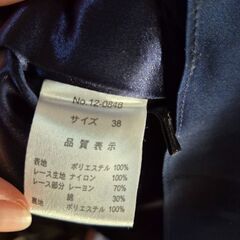 No.12-0848
サイズ 38
品質表示
表地 ポリエステル 100%
レース生地 ナイロン 100%
レース部分 レーヨン 70%
綿 30%
裏地 ポリエステル 100%